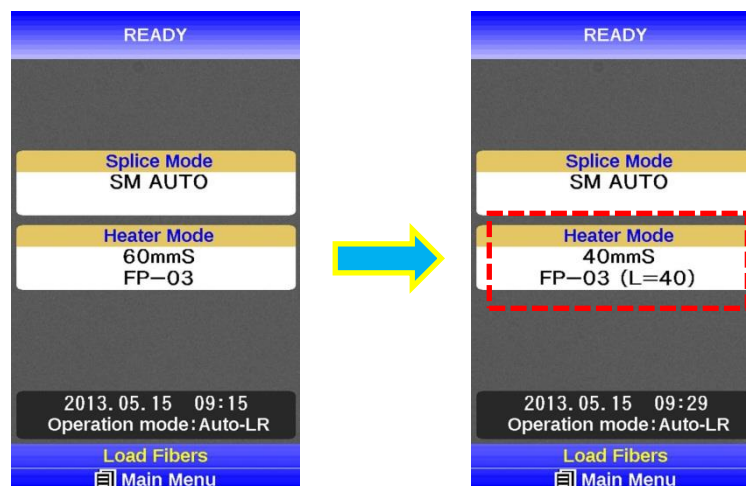 READY
Splice Mode
SM AUTO
Heater Mode
60mmS
FP-03
2013.05.15 09:15
Operation mode:Auto-LR
Load Fibers
Main Menu
READY
Splice Mode
SM AUTO
Heater Mode
40mmS
FP-03 (L=40)
2013.05.15 09:29
Operation mode:Auto-LR
Load Fibers
Main Menu